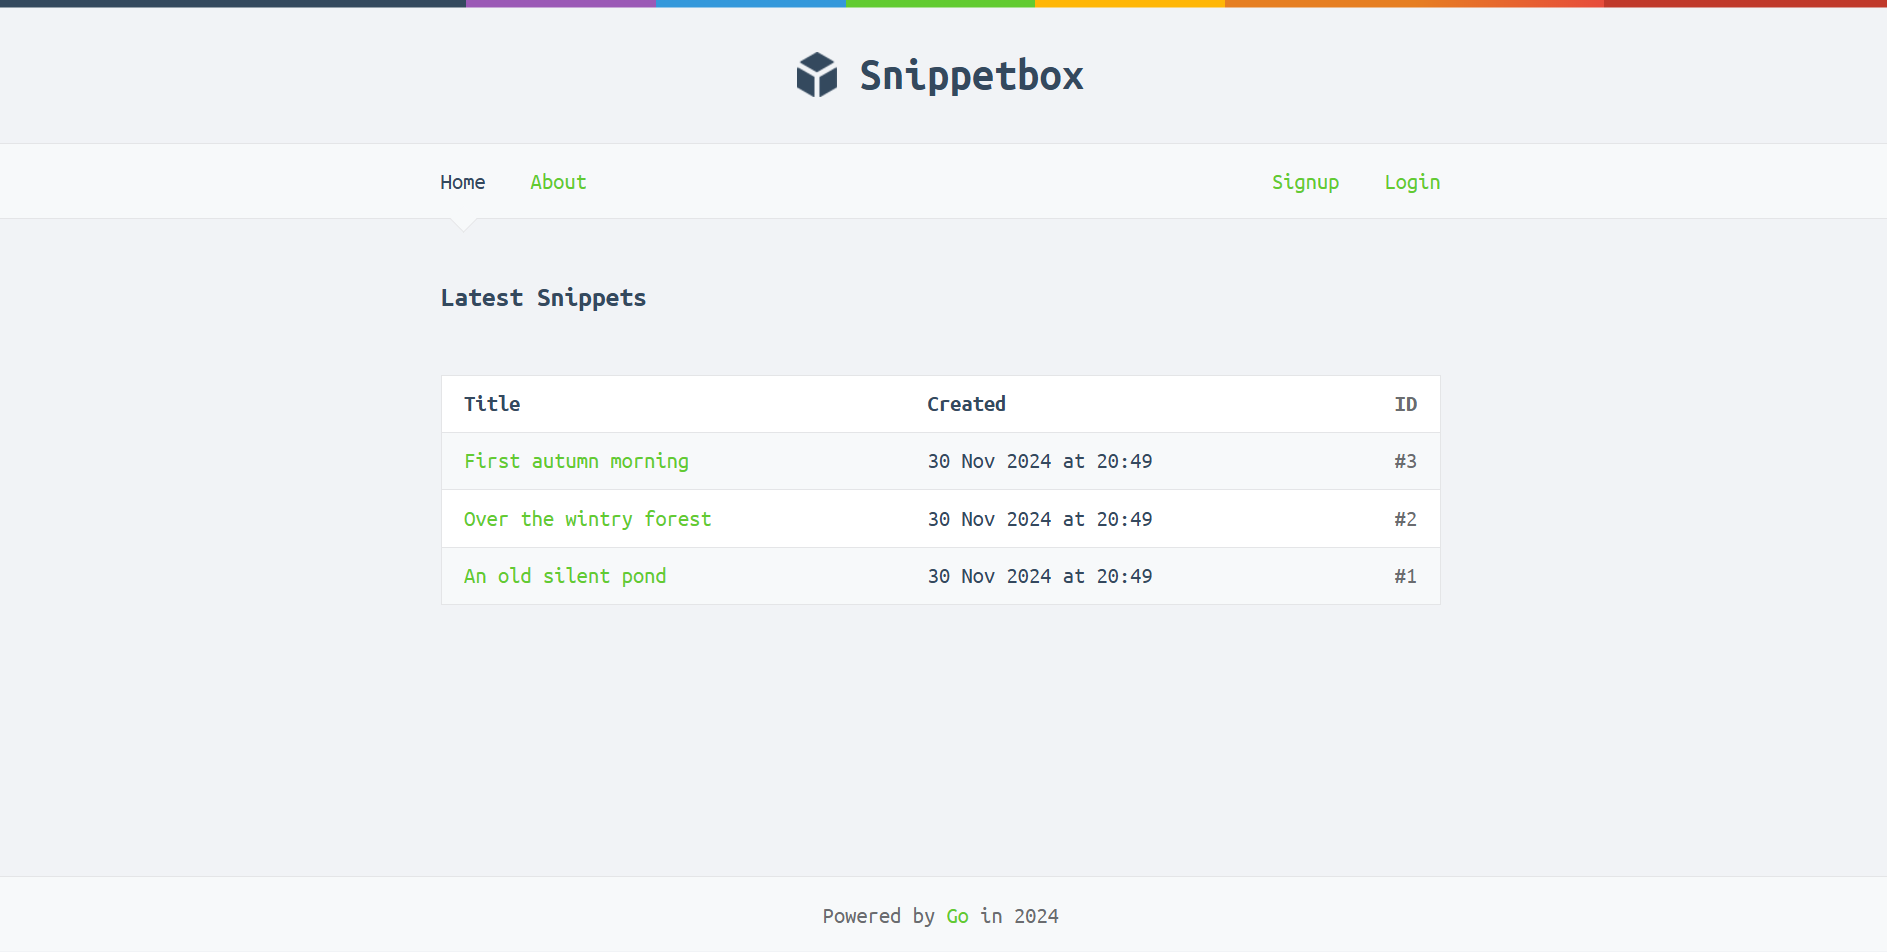 Snippetbox
Home About Signup Login
Latest Snippets
Title Created ID
First autumn morning 30 Nov 2024 at 20:49 #3
Over the wintry forest 30 Nov 2024 at 20:49 #2
An old silent pond 30 Nov 2024 at 20:49 #1
Powered by Go in 2024